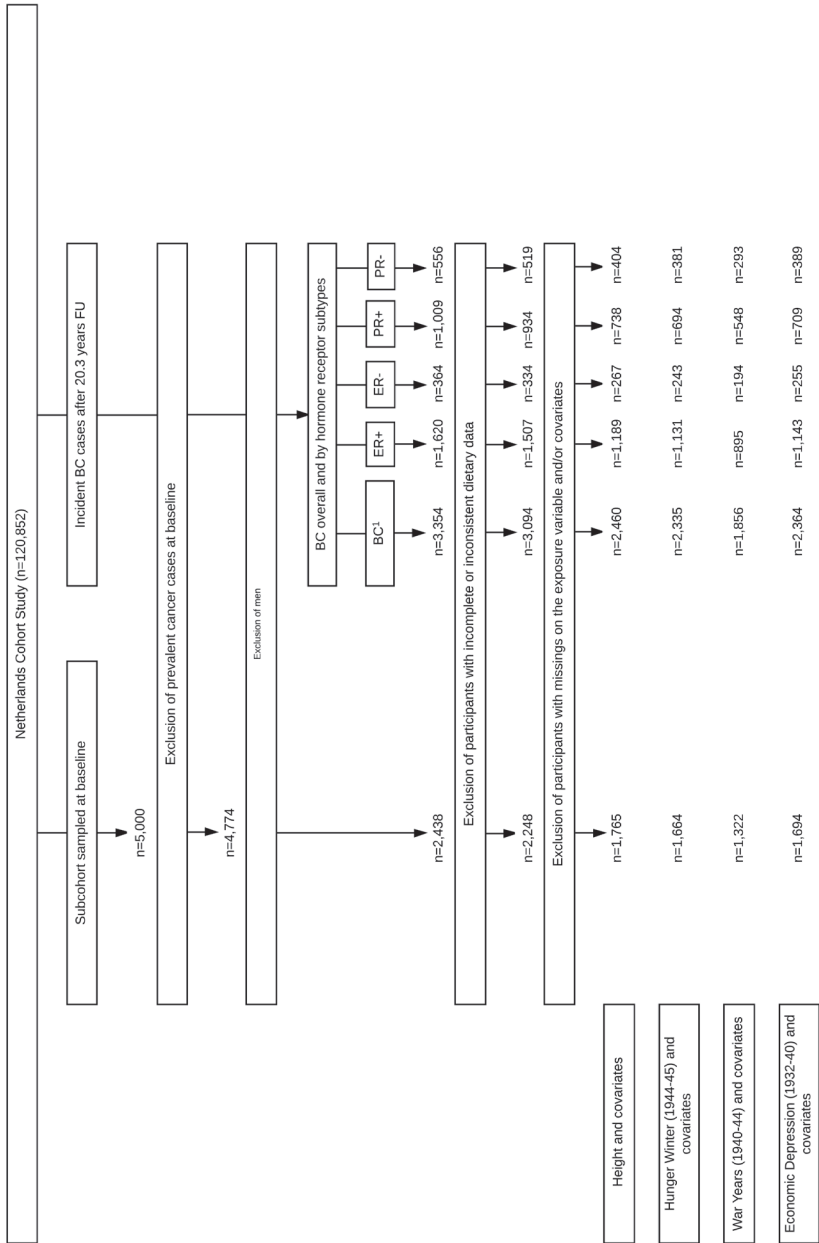 Netherlands Cohort Study (n=120,852)
Subcohort sampled at baseline
Incident BC cases after 20.3 years FU
n=5,000
Exclusion of prevalent cancer cases at baseline
n=4,774
Exclusion of men
BC overall and by hormone receptor subtypes
BC1
ER+
ER-
PR+
PR-
n=2,438
n=3,354
n=1,620
n=364
n=1,009
n=556
Exclusion of participants with incomplete or inconsistent dietary data
n=2,248
n=3,094
n=1,507
n=334
n=934
n=519
Exclusion of participants with missings on the exposure variable and/or covariates
Height and covariates
n=1,765
n=2,460
n=1,189
n=267
n=738
n=404
Hunger Winter (1944-45) and
covariates
n=1,664
n=2,335
n=1,131
n=243
n=694
n=381
War Years (1940-44) and covariates
n=1,322
n=1,856
n=895
n=194
n=548
n=293
Economic Depression (1932-40) and
covariates
n=1,694
n=2,364
n=1,143
n=255
n=709
n=389